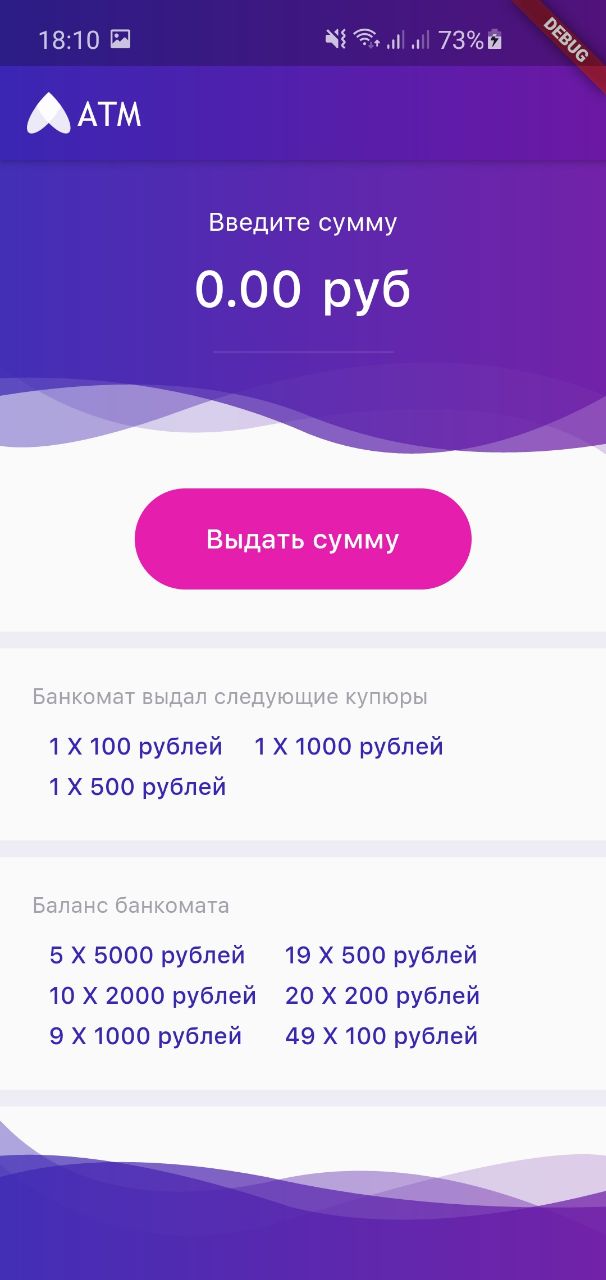 18:10 73%
DEBUG
ATM
Введите сумму
0.00 руб
Выдать сумму
Банкомат выдал следующие купюры
1 X 100 рублей 1 X 1000 рублей
1 X 500 рублей
Баланс банкомата
5 X 5000 рублей 19 X 500 рублей
10 X 2000 рублей 20 X 200 рублей
9 X 1000 рублей 49 X 100 рублей